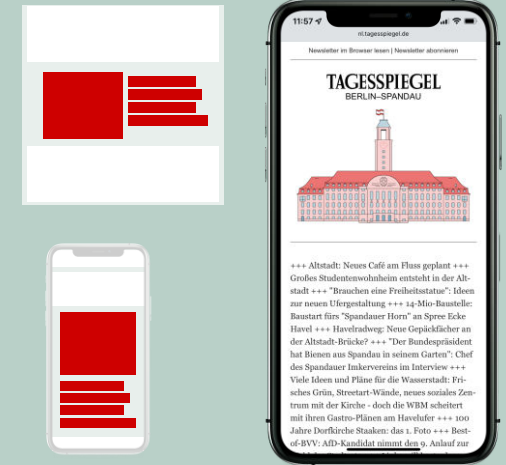 11:57
nl.tagesspiegel.de
Newsletter im Browser lesen | Newsletter abonnieren
TAGESSPIEGEL
BERLIN–SPANDAU
+++ Altstadt: Neues Café am Fluss geplant +++
Großes Studentenwohnheim entsteht in der Alt-
stadt +++ "Brauchen eine Freiheitsstatue": Ideen
zur neuen Ufergestaltung +++ 14-Mio-Baustelle:
Baustart fürs "Spandauer Horn" an Spree Ecke
Havel +++ Havelradweg: Neue Gepäckfächer an
der Altstadt-Brücke? +++ "Der Bundespräsident
hat Bienen aus Spandau in seinem Garten": Chef
des Spandauer Imkervereins im Interview +++
Viele Ideen und Pläne für die Wasserstadt: Fri-
sches Grün, Streetart-Wände, neues soziales Zen-
trum mit der Kirche - doch die WBM scheitert
mit ihren Gastro-Plänen am Havelufer +++ 100
Jahre Dorfkirche Staaken: das 1. Foto +++ Best-
of-BVV: AfD-Kandidat nimmt den 9. Anlauf zur